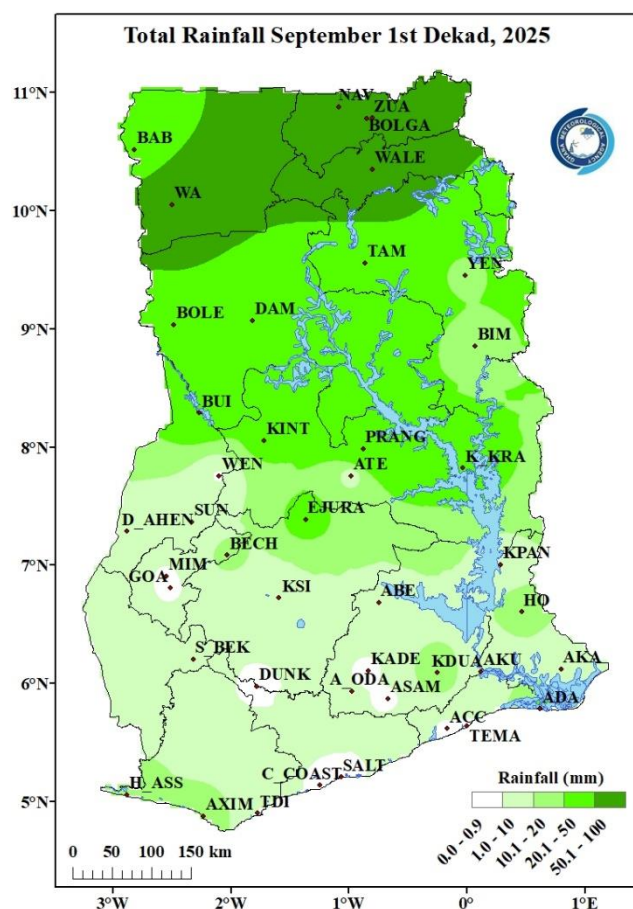 Total Rainfall September 1st Dekad, 2025
11°N
10°N
9°N
8°N
7°N
6°N
5°N
NAV
ZUA
BOLGA
BAB
WALE
WA
TAM
YEN
BOLE
DAM
BIM
BUI
KINT
PRANG
WEN
ATE
K_KRA
SUN
EJURA
D_AHEN
BECH
KPAN
MIM
GOA
KSI
ABE
HO
S_BEK
DUNK
KADE
KDUA
AKU
AKA
A_ODA
ASAM
ADA
ACC
TEMA
SALT
C_COAST
H_ASS
AXIM
TDI
Rainfall (mm)
0.0 - 0.9
1.0 - 10
10.1 - 20
20.1 - 50
50.1 - 100
0 50 100 150 km
3°W 2°W 1°W 0° 1°E
GHANA METEOROLOGICAL AGENCY